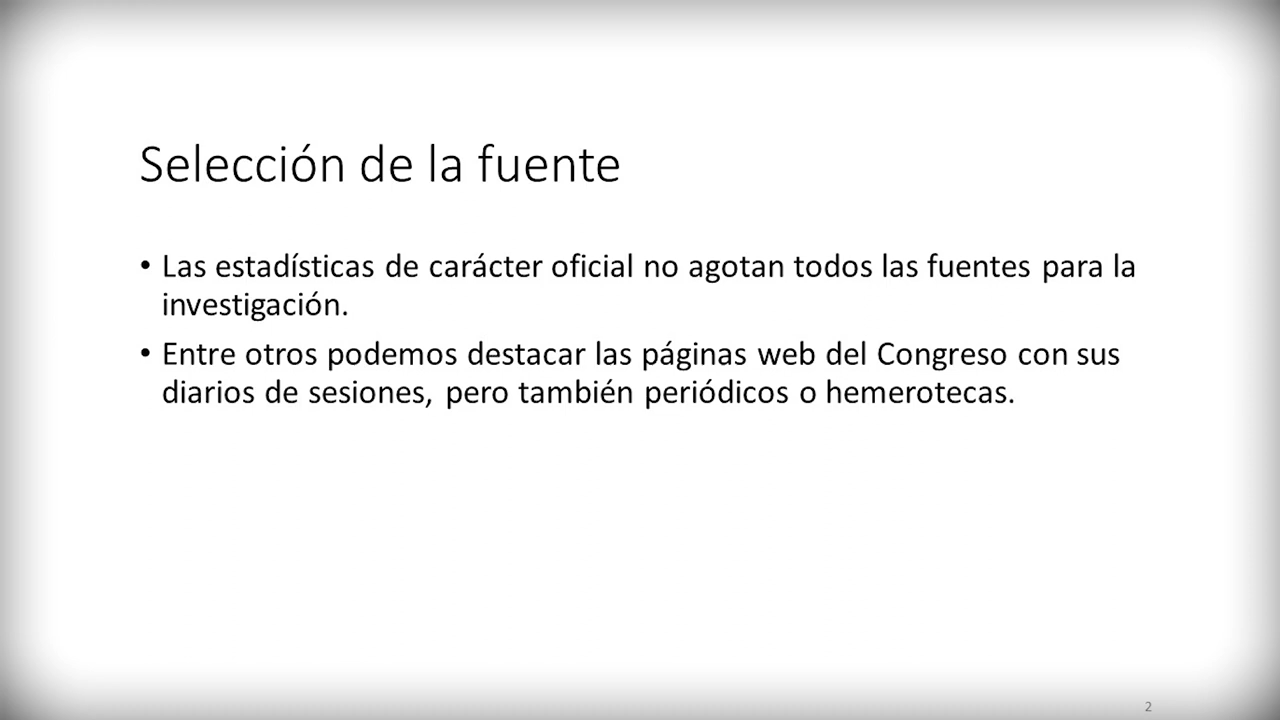 Selección de la fuente
• Las estadísticas de carácter oficial no agotan todos las fuentes para la
investigación.
• Entre otros podemos destacar las páginas web del Congreso con sus
diarios de sesiones, pero también periódicos o hemerotecas.
2